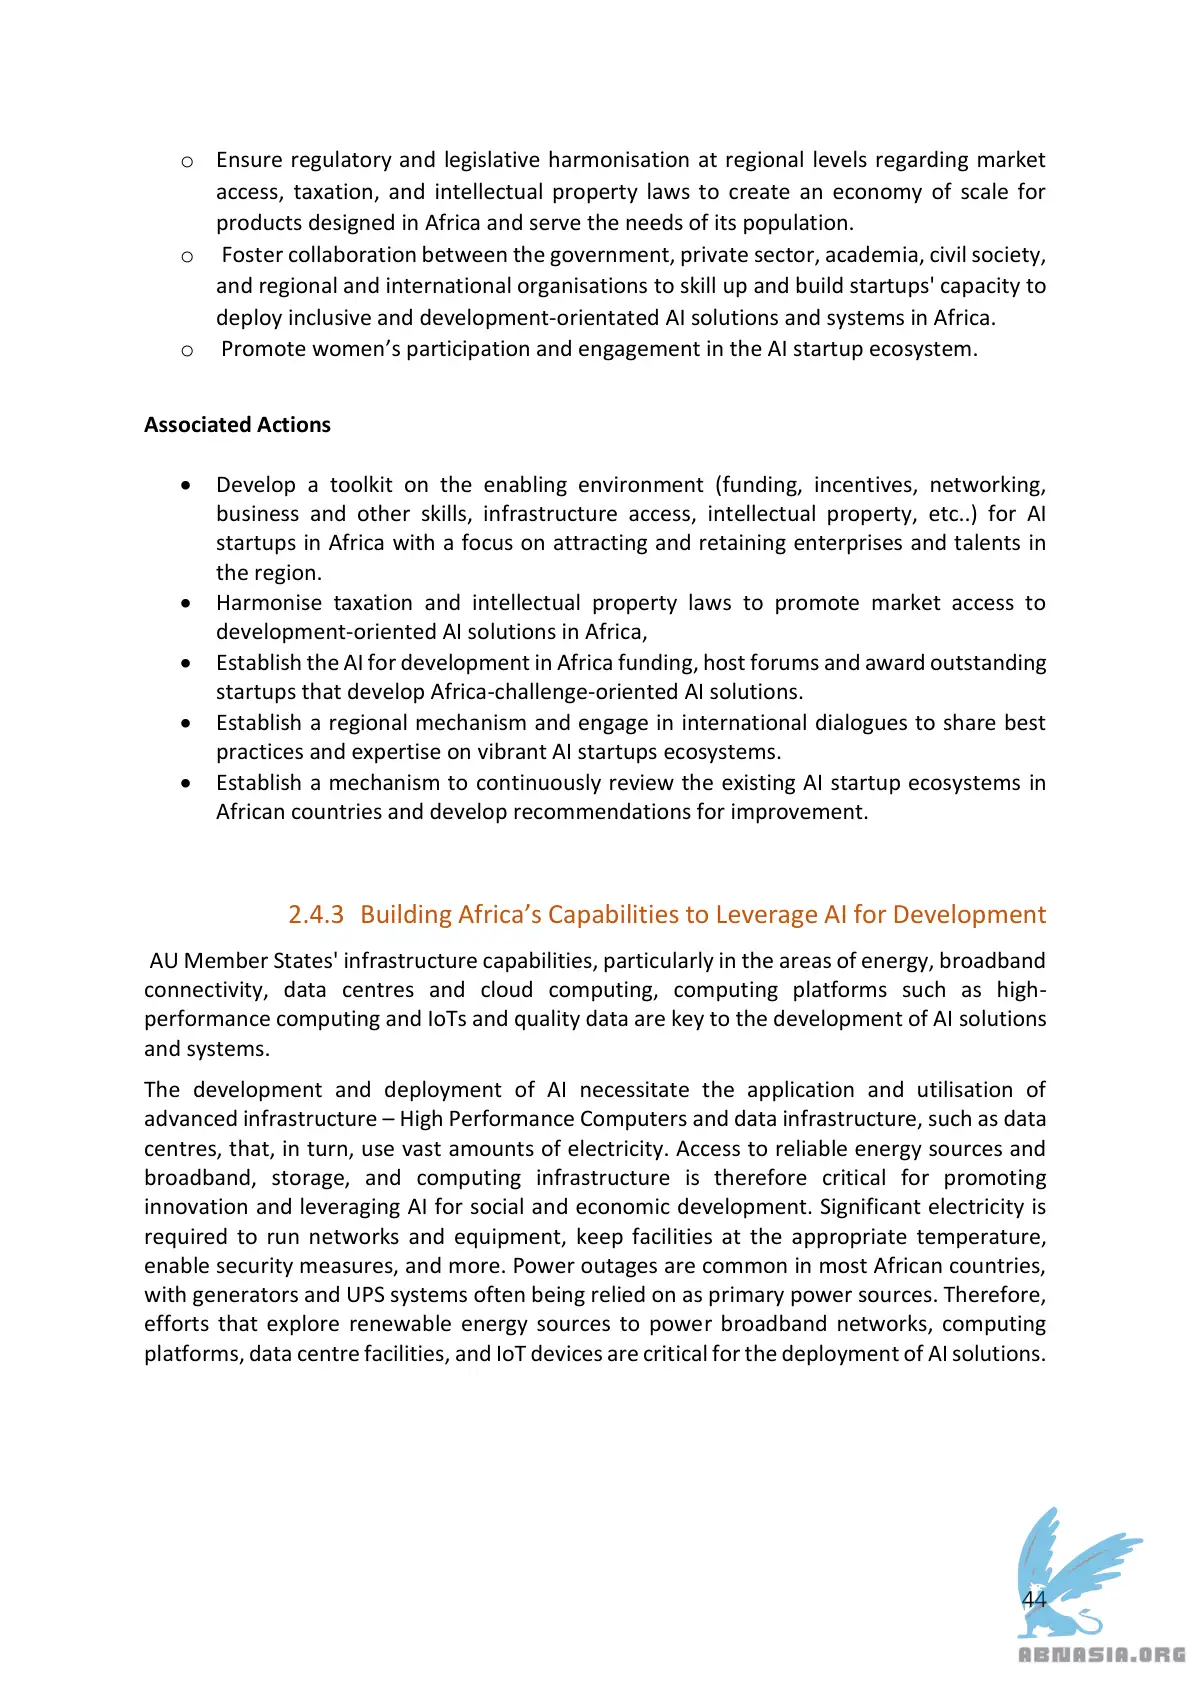 o Ensure regulatory and legislative harmonisation at regional levels regarding market
access, taxation, and intellectual property laws to create an economy of scale for
products designed in Africa and serve the needs of its population.
o Foster collaboration between the government, private sector, academia, civil society,
and regional and international organisations to skill up and build startups' capacity to
deploy inclusive and development-orientated AI solutions and systems in Africa.
o Promote women’s participation and engagement in the AI startup ecosystem.
Associated Actions
• Develop a toolkit on the enabling environment (funding, incentives, networking,
business and other skills, infrastructure access, intellectual property, etc..) for AI
startups in Africa with a focus on attracting and retaining enterprises and talents in
the region.
• Harmonise taxation and intellectual property laws to promote market access to
development-oriented AI solutions in Africa,
• Establish the AI for development in Africa funding, host forums and award outstanding
startups that develop Africa-challenge-oriented AI solutions.
• Establish a regional mechanism and engage in international dialogues to share best
practices and expertise on vibrant AI startups ecosystems.
• Establish a mechanism to continuously review the existing AI startup ecosystems in
African countries and develop recommendations for improvement.
2.4.3 Building Africa’s Capabilities to Leverage AI for Development
AU Member States' infrastructure capabilities, particularly in the areas of energy, broadband
connectivity, data centres and cloud computing, computing platforms such as high-
performance computing and IoTs and quality data are key to the development of AI solutions
and systems.
The development and deployment of AI necessitate the application and utilisation of
advanced infrastructure – High Performance Computers and data infrastructure, such as data
centres, that, in turn, use vast amounts of electricity. Access to reliable energy sources and
broadband, storage, and computing infrastructure is therefore critical for promoting
innovation and leveraging AI for social and economic development. Significant electricity is
required to run networks and equipment, keep facilities at the appropriate temperature,
enable security measures, and more. Power outages are common in most African countries,
with generators and UPS systems often being relied on as primary power sources. Therefore,
efforts that explore renewable energy sources to power broadband networks, computing
platforms, data centre facilities, and IoT devices are critical for the deployment of AI solutions.
44
ABNASIA.ORG